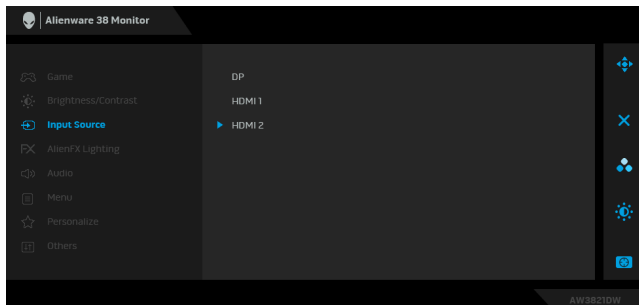 Alienware 38 Monitor
Game
Brightness/Contrast
Input Source
AlienFX Lighting
Audio
Menu
Personalize
Others
DP
HDMI 1
HDMI 2
AW3821DW